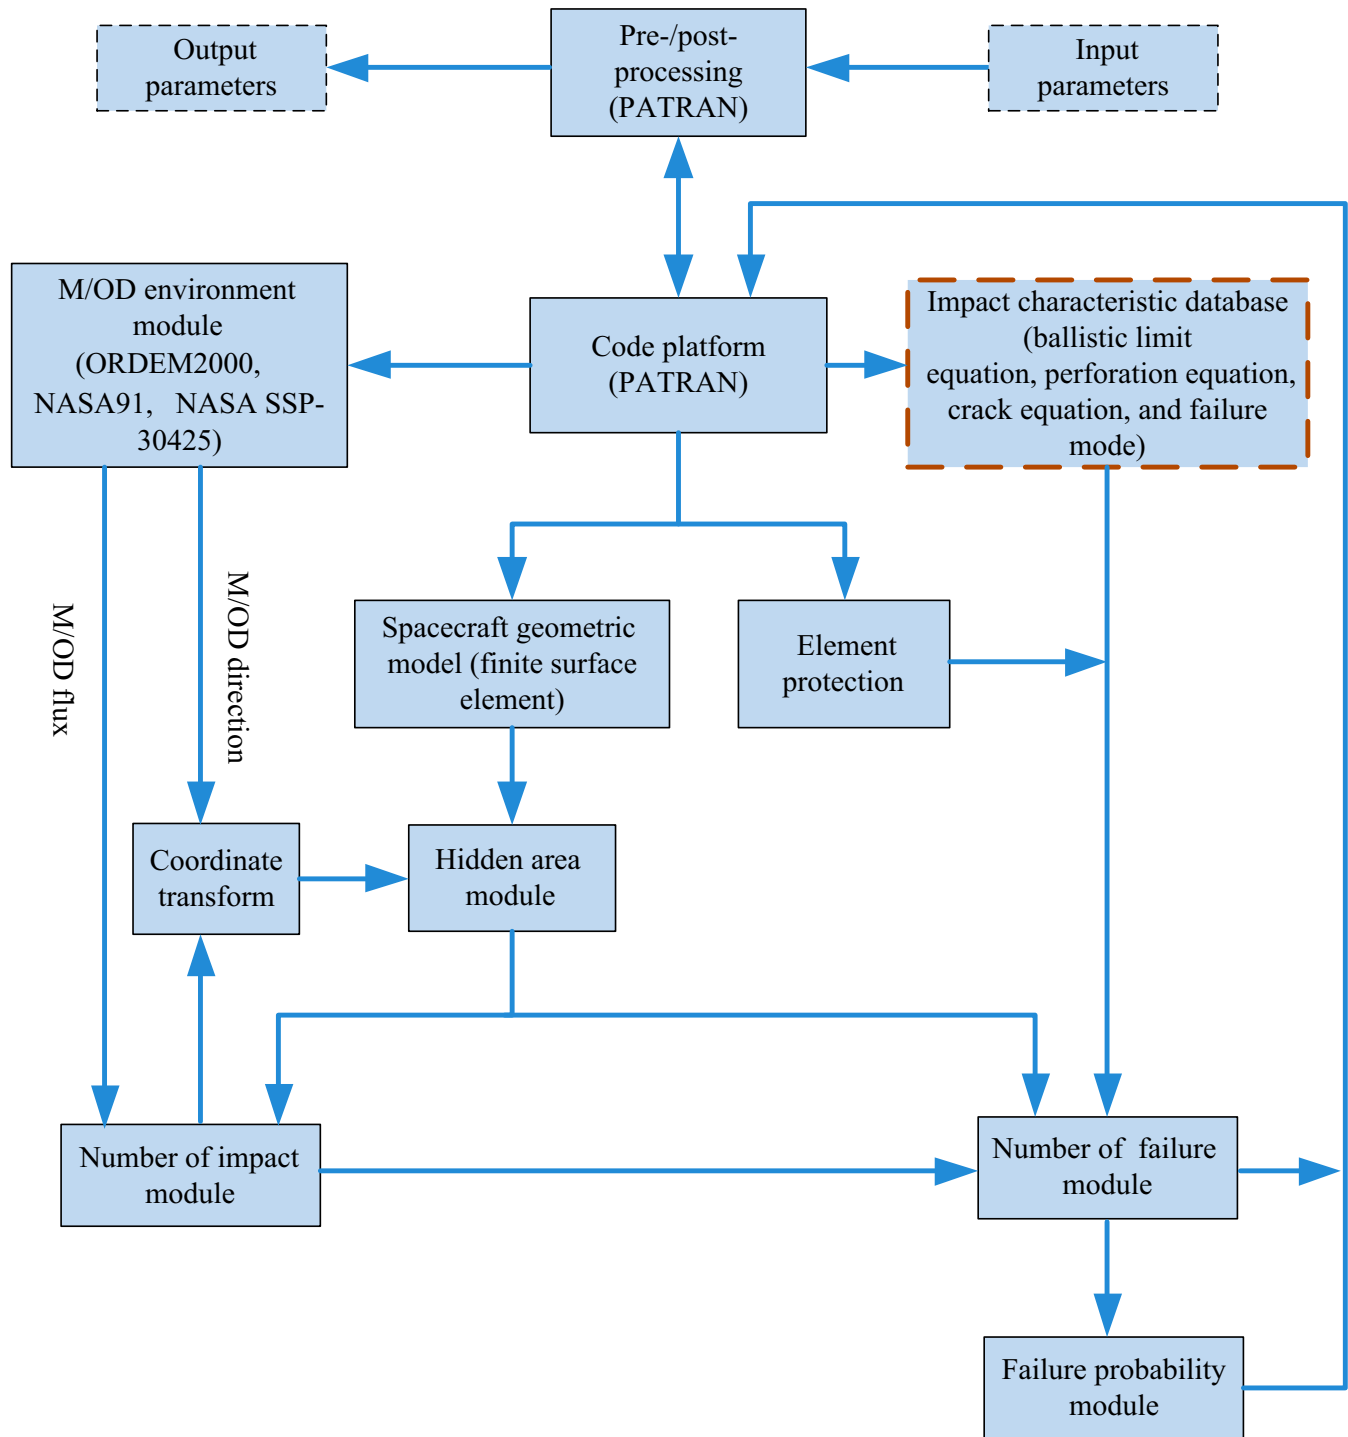 Output
parameters
Pre-/post-
processing
(PATRAN)
Input
parameters
M/OD environment
module
(ORDEM2000,
NASA91, NASA SSP-
30425)
Code platform
(PATRAN)
Impact characteristic database
(ballistic limit
equation, perforation equation,
crack equation, and failure
mode)
M/OD flux
M/OD direction
Spacecraft geometric
model (finite surface
element)
Element
protection
Coordinate
transform
Hidden area
module
Number of impact
module
Number of failure
module
Failure probability
module